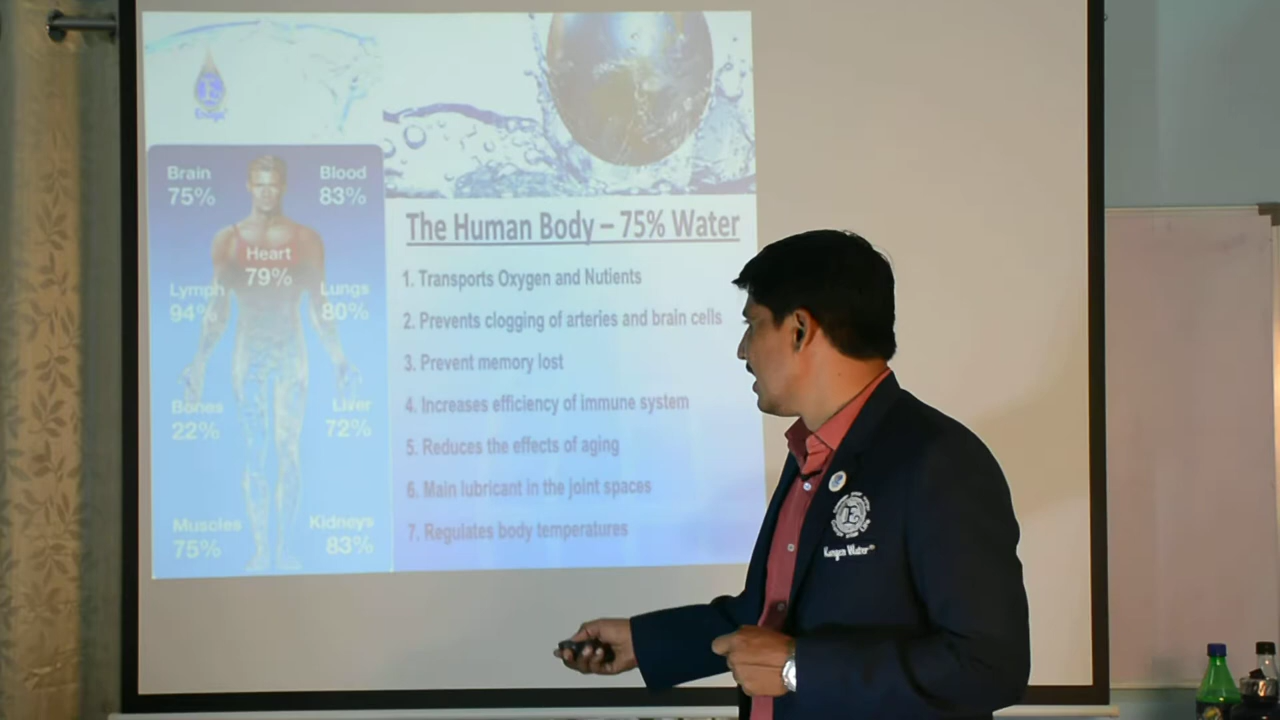 Enagic
Brain
75%
Blood
83%
Heart
79%
Lymph
94%
Lungs
80%
Bones
22%
Liver
72%
Muscles
75%
Kidneys
83%
The Human Body – 75% Water
1. Transports Oxygen and Nutients
2. Prevents clogging of arteries and brain cells
3. Prevent memory lost
4. Increases efficiency of immune system
5. Reduces the effects of aging
6. Main lubricant in the joint spaces
7. Regulates body temperatures
E
Kangen Water